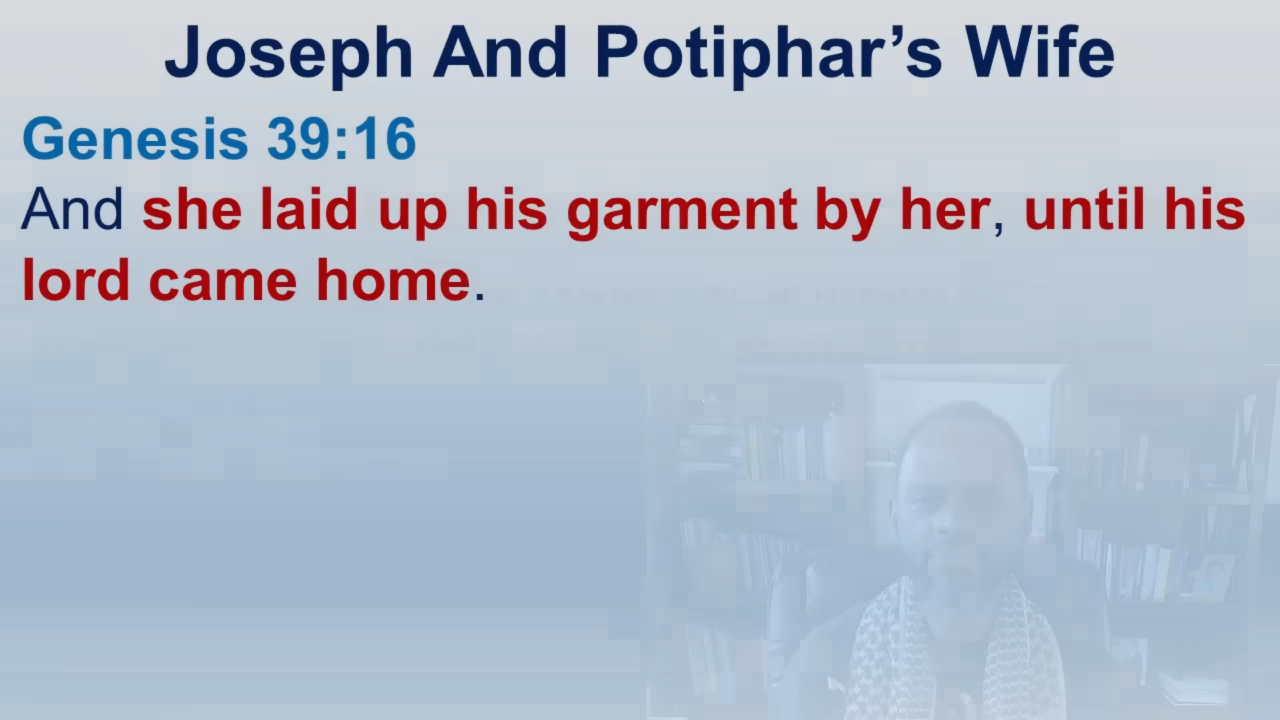 Joseph And Potiphar’s Wife
Genesis 39:16
And she laid up his garment by her, until his
lord came home.